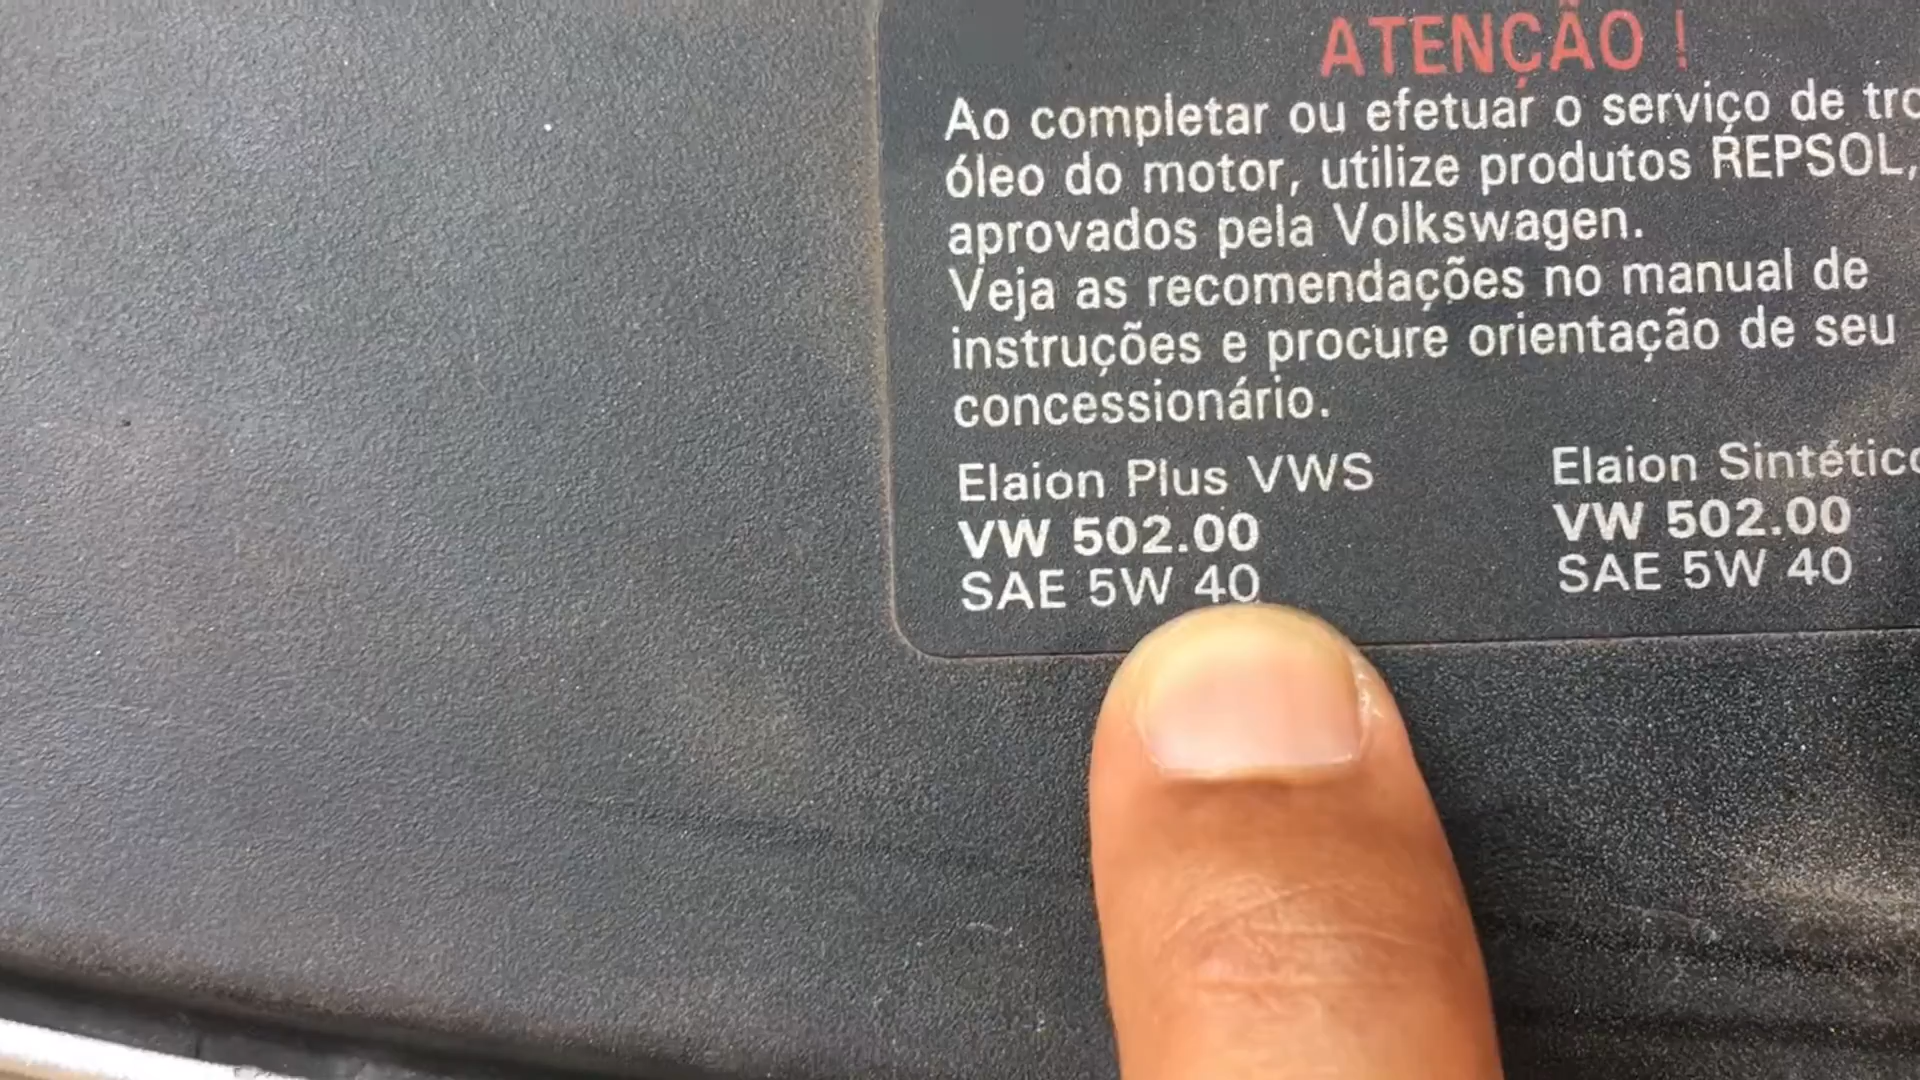 ATENÇÃO !
Ao completar ou efetuar o serviço de
óleo do motor, utilize produtos REPSOL,
aprovados pela Volkswagen.
Veja as recomendações no manual de
instruções e procure orientação de seu
concessionário.
Elaion Plus VWS Elaion Sintético
VW 502.00 VW 502.00
SAE 5W 40 SAE 5W 40